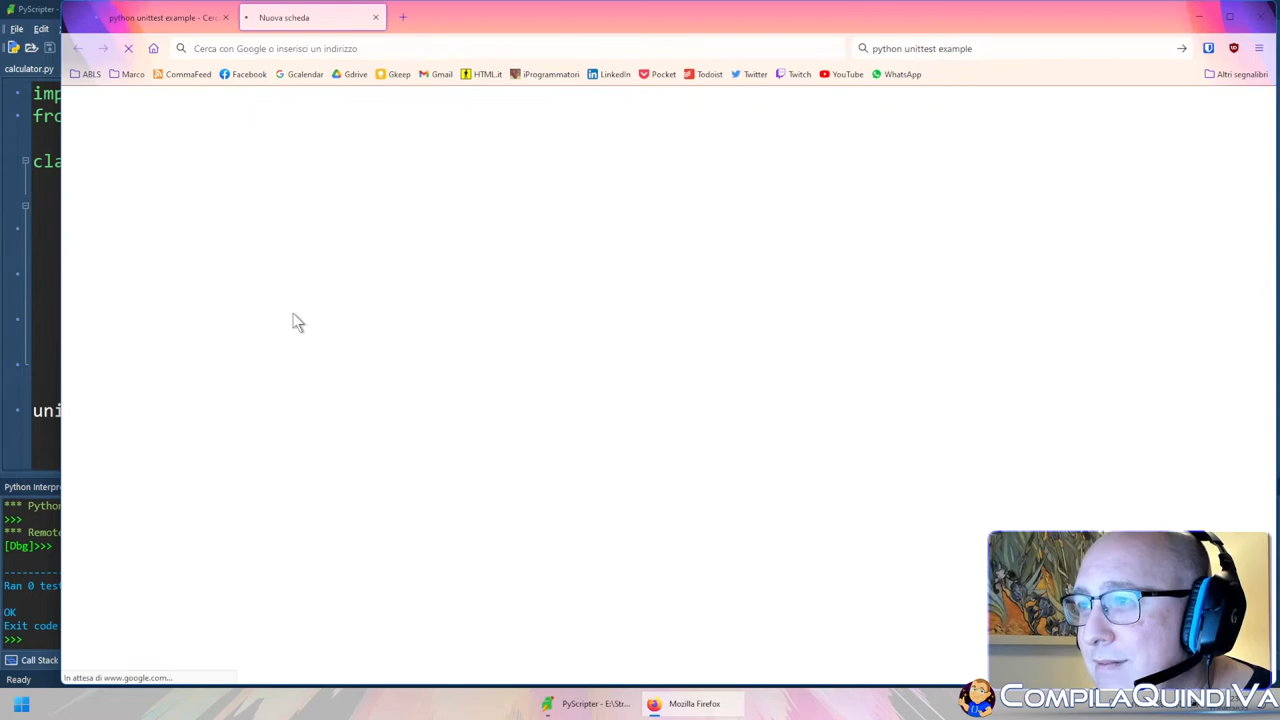 PyScripter -
python unittest example - Cerc
Nuova scheda
File Edit
Cerca con Google o inserisci un indirizzo
python unittest example
calculator.py
ABLS Marco CommaFeed Facebook Gcalendar Gdrive Gkeep Gmail HTML.it iProgrammatori LinkedIn Pocket Todoist Twitter Twitch YouTube WhatsApp Altri segnalibri
imp
fro
cla
uni
Python Interpre
*** Pytho
>>>
*** Remot
[Dbg]>>>
Ran 0 test
OK
Exit code
>>>
Call Stack
In attesa di www.google.com...
Ready
PyScripter - E:\Str...
Mozilla Firefox
COMPILAQUINDIVA